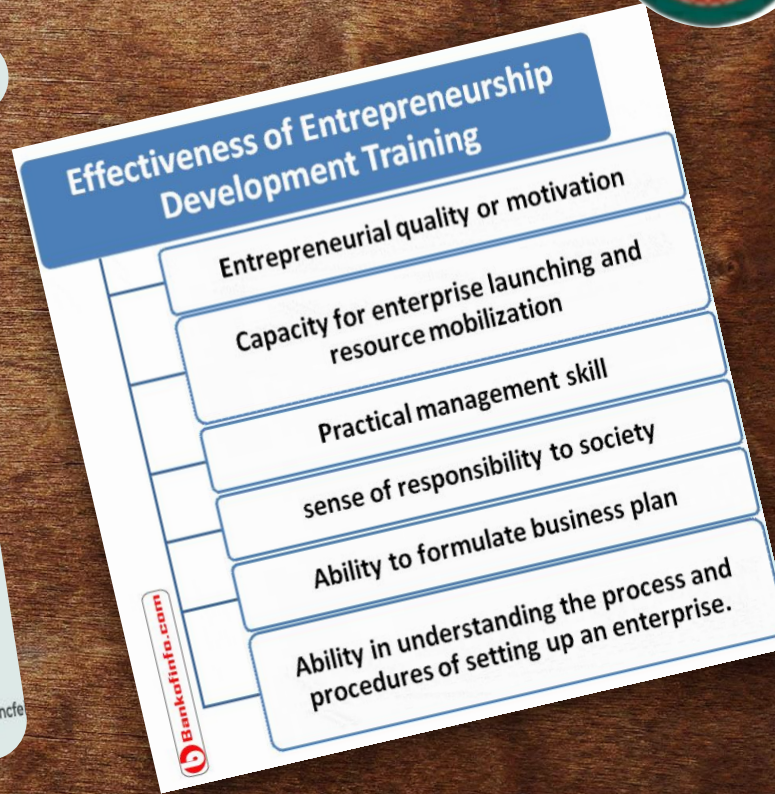 Effectiveness of Entrepreneurship
Development Training
Entrepreneurial quality or motivation
Capacity for enterprise launching and
resource mobilization
Practical management skill
sense of responsibility to society
Ability to formulate business plan
Ability in understanding the process and
procedures of setting up an enterprise.
Bankofinfo.com